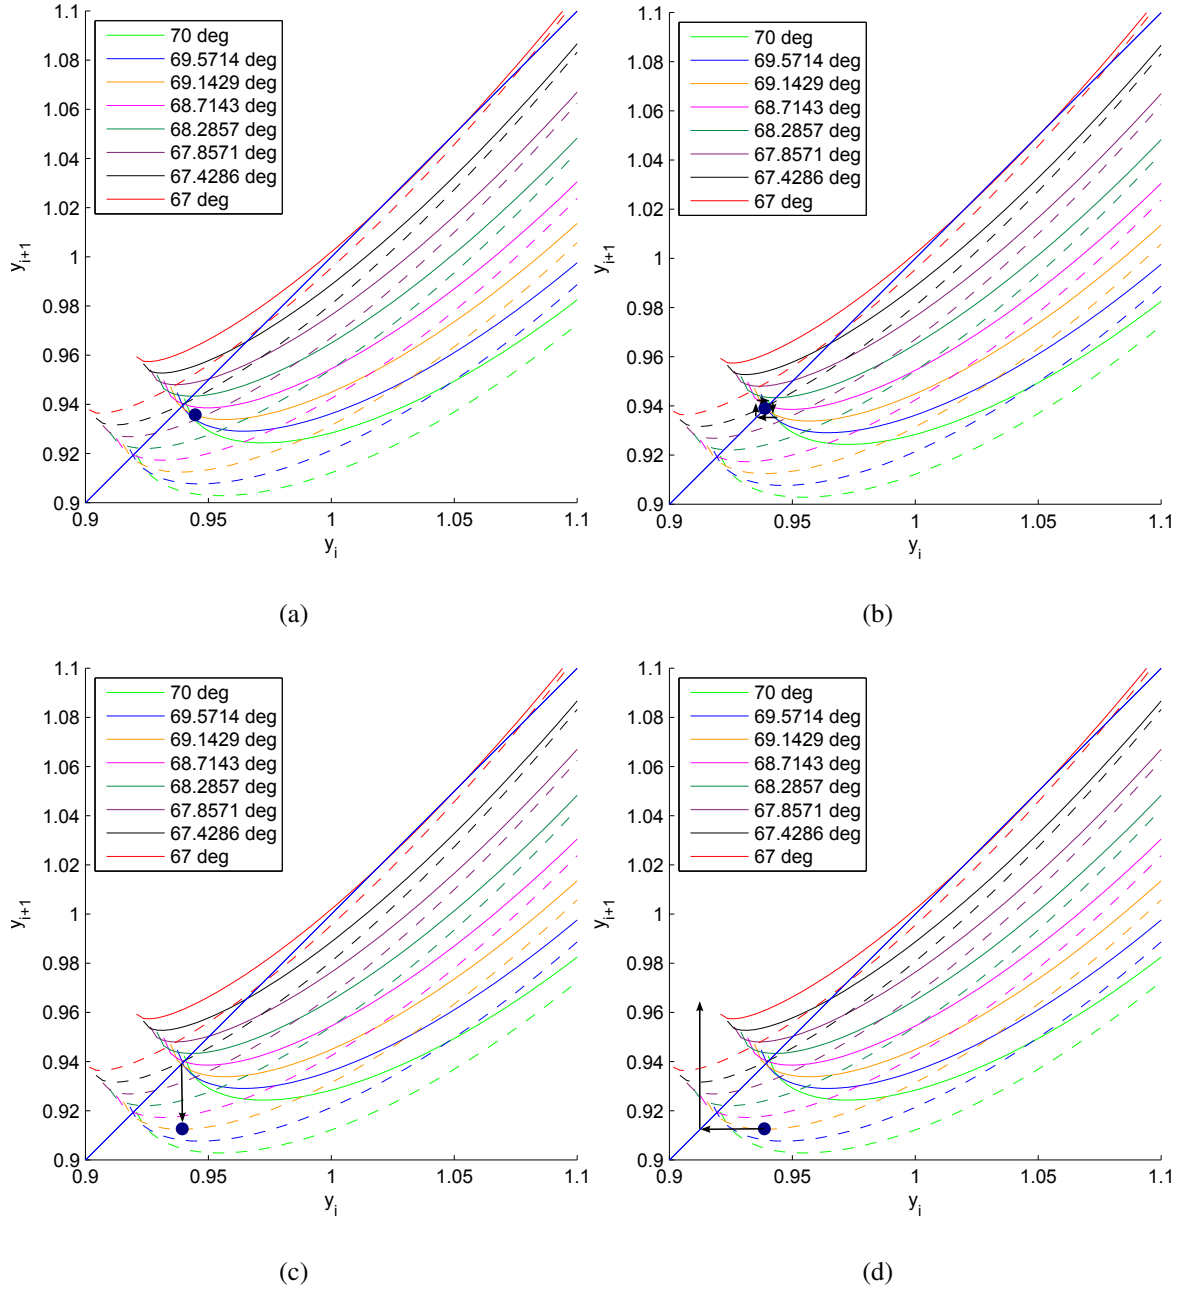 1.1
1.08
1.06
1.04
1.02
1
0.98
0.96
0.94
0.92
0.9
y_{i+1}
70 deg
69.5714 deg
69.1429 deg
68.7143 deg
68.2857 deg
67.8571 deg
67.4286 deg
67 deg
0.9 0.95 1 1.05 1.1
y_i
(a)
1.1
1.08
1.06
1.04
1.02
1
0.98
0.96
0.94
0.92
0.9
y_{i+1}
70 deg
69.5714 deg
69.1429 deg
68.7143 deg
68.2857 deg
67.8571 deg
67.4286 deg
67 deg
0.9 0.95 1 1.05 1.1
y_i
(b)
1.1
1.08
1.06
1.04
1.02
1
0.98
0.96
0.94
0.92
0.9
y_{i+1}
70 deg
69.5714 deg
69.1429 deg
68.7143 deg
68.2857 deg
67.8571 deg
67.4286 deg
67 deg
0.9 0.95 1 1.05 1.1
y_i
(c)
1.1
1.08
1.06
1.04
1.02
1
0.98
0.96
0.94
0.92
0.9
y_{i+1}
70 deg
69.5714 deg
69.1429 deg
68.7143 deg
68.2857 deg
67.8571 deg
67.4286 deg
67 deg
0.9 0.95 1 1.05 1.1
y_i
(d)